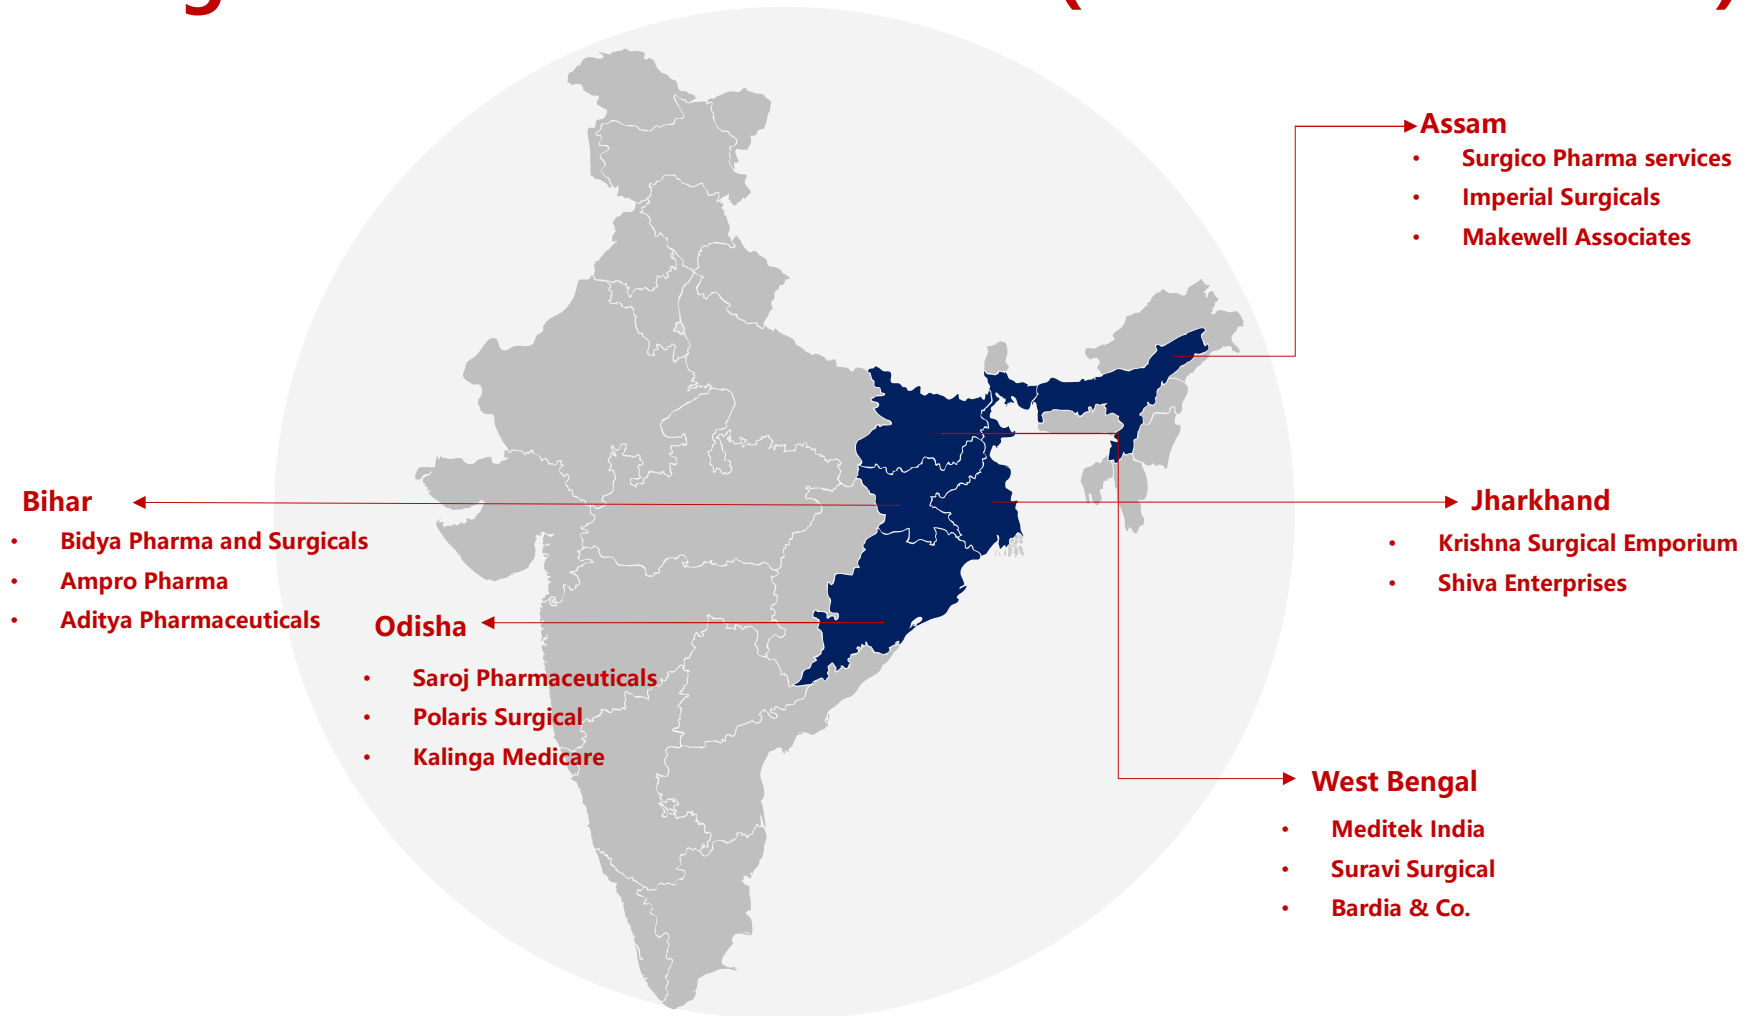 Assam
• Surgico Pharma services
• Imperial Surgicals
• Makewell Associates
Bihar
• Bidya Pharma and Surgicals
• Ampro Pharma
• Aditya Pharmaceuticals
Jharkhand
• Krishna Surgical Emporium
• Shiva Enterprises
Odisha
• Saroj Pharmaceuticals
• Polaris Surgical
• Kalinga Medicare
West Bengal
• Meditek India
• Suravi Surgical
• Bardia & Co.